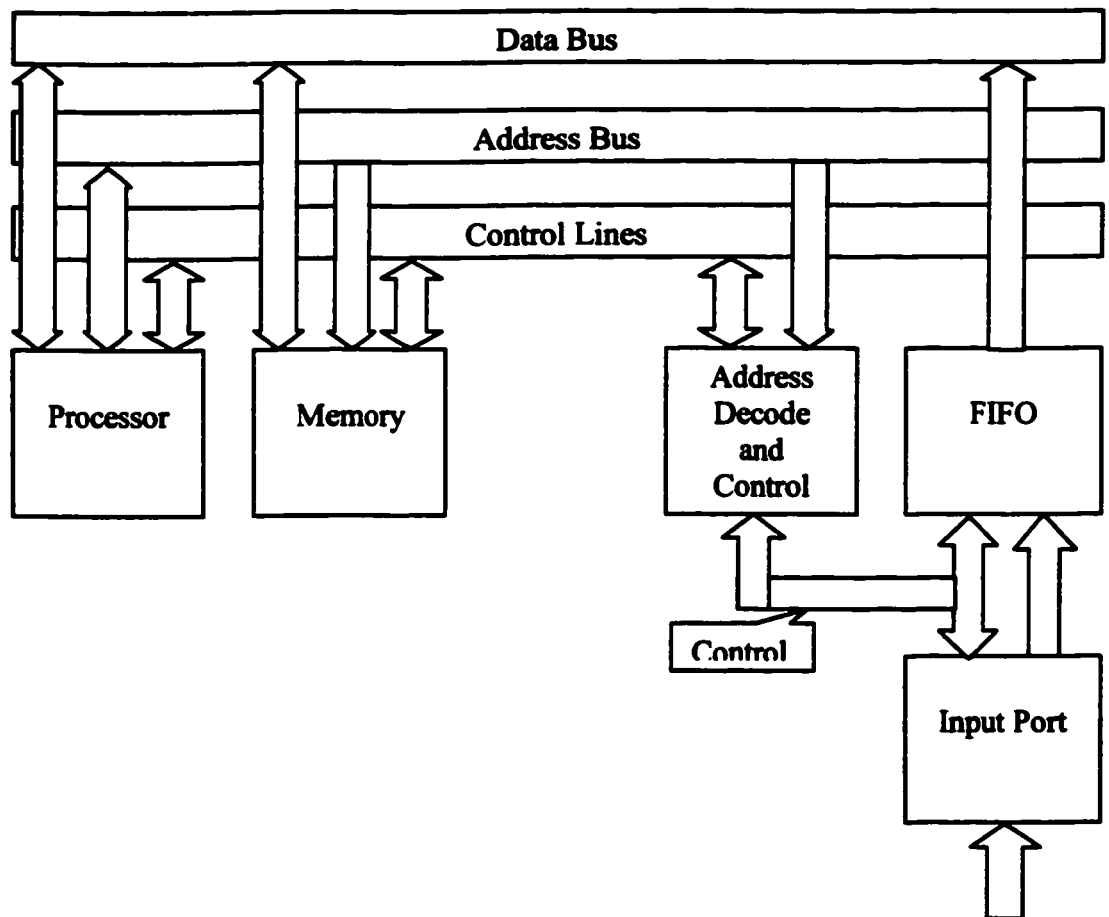 Data Bus
Address Bus
Control Lines
Processor
Memory
Address
Decode
and
Control
FIFO
Control
Input Port